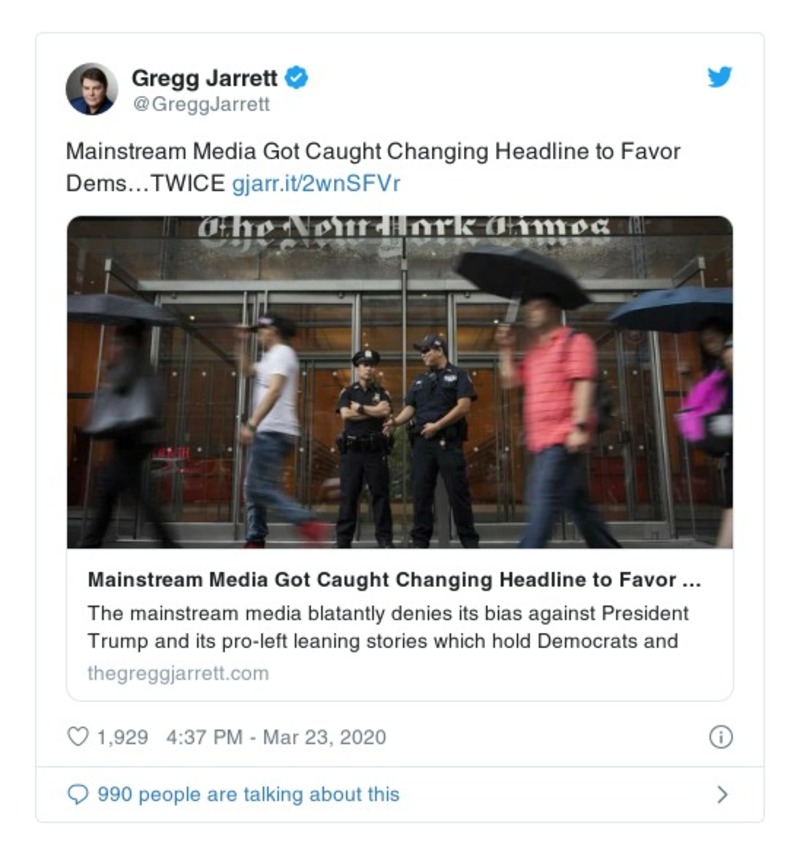 Gregg Jarrett
@GreggJarrett
Mainstream Media Got Caught Changing Headline to Favor
Dems…TWICE gjarr.it/2wnSFVr
The New York Times
Mainstream Media Got Caught Changing Headline to Favor ...
The mainstream media blatantly denies its bias against President
Trump and its pro-left leaning stories which hold Democrats and
thegreggjarrett.com
1,929 4:37 PM - Mar 23, 2020
990 people are talking about this